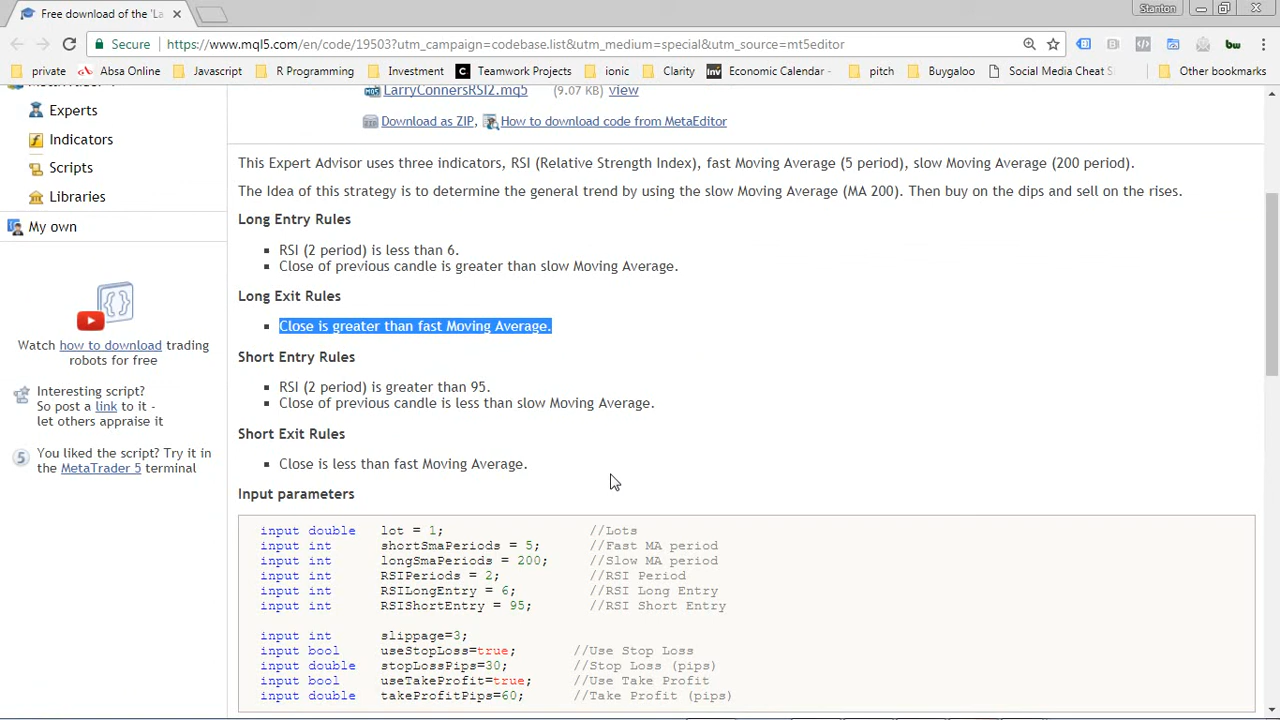 Free download of the 'La
Stanton
Secure
https://www.mql5.com/en/code/19503?utm_campaign=codebase.list&utm_medium=special&utm_source=mt5editor
bw
private
Absa Online
Javascript
R Programming
Investment
Teamwork Projects
ionic
Clarity
Inv
Economic Calendar -
pitch
Buygaloo
Social Media Cheat S
Other bookmarks
Experts
Indicators
Scripts
Libraries
My own
Watch how to download trading
robots for free
Interesting script?
So post a link to it -
let others appraise it
5
You liked the script? Try it in
the MetaTrader 5 terminal
LarryConnersRSI2.mq5 (9.07 KB) view
Download as ZIP, How to download code from MetaEditor
This Expert Advisor uses three indicators, RSI (Relative Strength Index), fast Moving Average (5 period), slow Moving Average (200 period).
The Idea of this strategy is to determine the general trend by using the slow Moving Average (MA 200). Then buy on the dips and sell on the rises.
Long Entry Rules
RSI (2 period) is less than 6.
Close of previous candle is greater than slow Moving Average.
Long Exit Rules
Close is greater than fast Moving Average.
Short Entry Rules
RSI (2 period) is greater than 95.
Close of previous candle is less than slow Moving Average.
Short Exit Rules
Close is less than fast Moving Average.
Input parameters
input double lot = 1; //Lots
input int shortSmaPeriods = 5; //Fast MA period
input int longSmaPeriods = 200; //Slow MA period
input int RSIPeriods = 2; //RSI Period
input int RSILongEntry = 6; //RSI Long Entry
input int RSIShortEntry = 95; //RSI Short Entry
input int slippage=3;
input bool useStopLoss=true; //Use Stop Loss
input double stopLossPips=30; //Stop Loss (pips)
input bool useTakeProfit=true; //Use Take Profit
input double takeProfitPips=60; //Take Profit (pips)